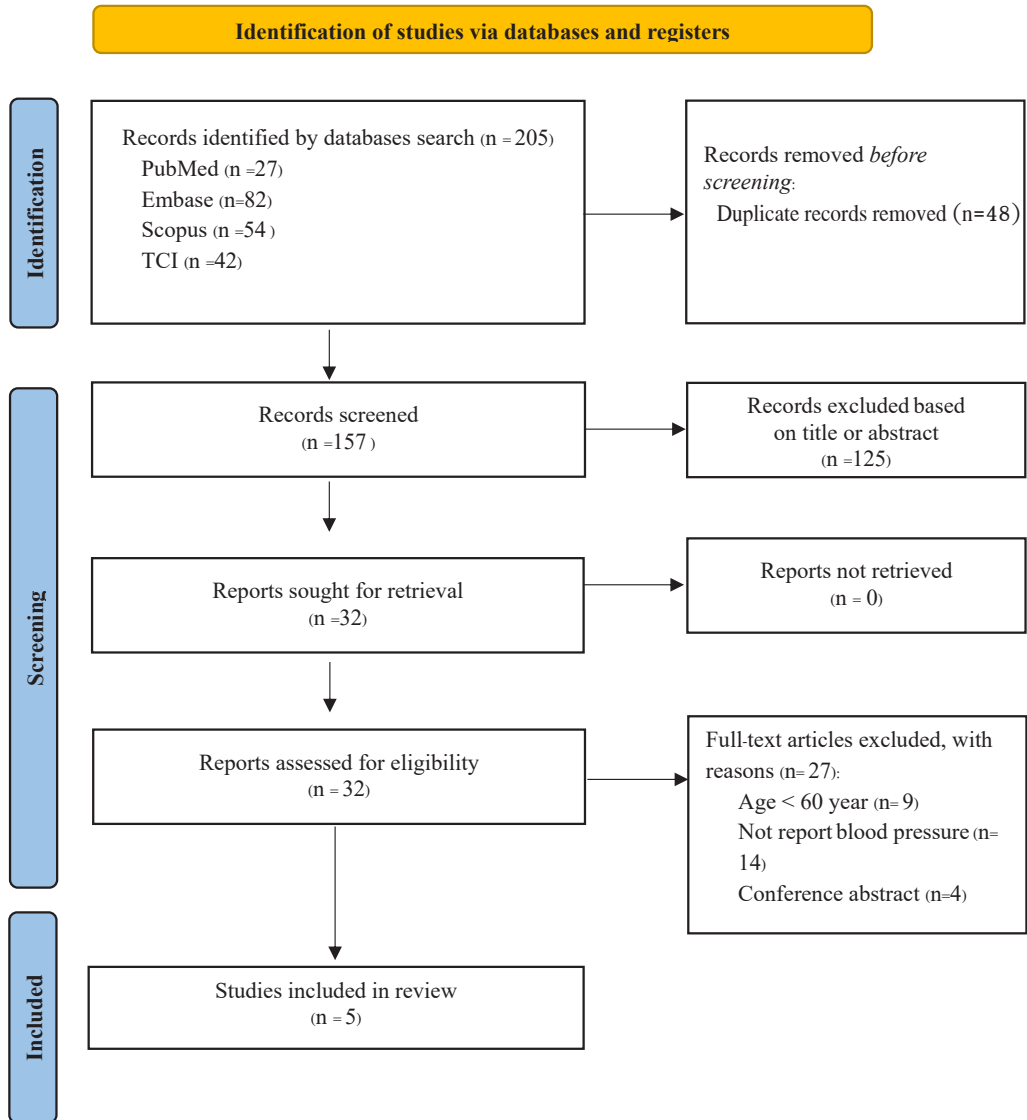 Identification of studies via databases and registers
Identification
Records identified by databases search (n = 205)
PubMed (n =27)
Embase (n=82)
Scopus (n =54)
TCI (n =42)
Records removed before
screening:
Duplicate records removed (n=48)
Screening
Records screened
(n =157)
Records excluded based
on title or abstract
(n =125)
Reports sought for retrieval
(n =32)
Reports not retrieved
(n = 0)
Reports assessed for eligibility
(n = 32)
Full-text articles excluded, with
reasons (n= 27):
Age < 60 year (n= 9)
Not report blood pressure (n=
14)
Conference abstract (n=4)
Included
Studies included in review
(n = 5)